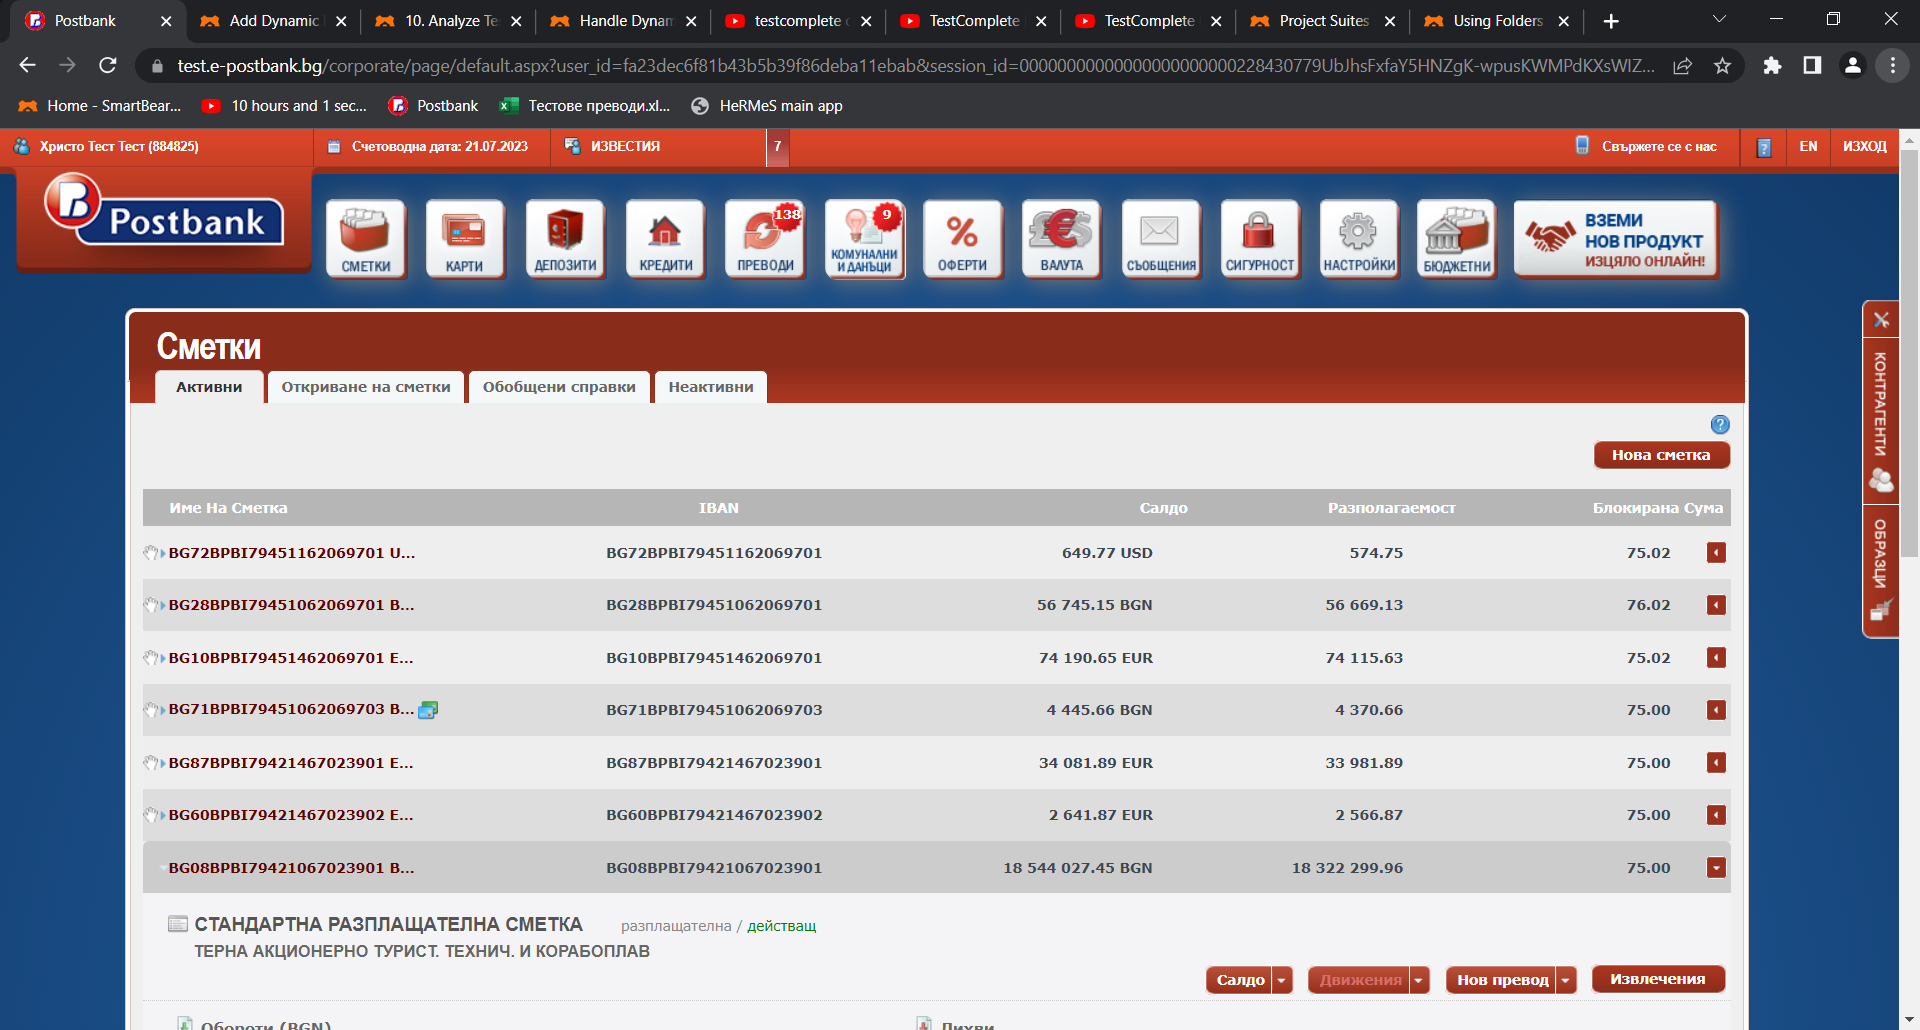 Postbank
Add Dynamic
10. Analyze Te
Handle Dynam
testcomplete
TestComplete
TestComplete
Project Suites
Using Folders
test.e-postbank.bg/corporate/page/default.aspx?user_id=fa23dec6f81b43b5b39f86deba11ebab&session_id=
Home - SmartBear...
10 hours and 1 sec...
Postbank
Тестове преводи.xl...
HeRMeS main app
Христо Тест Тест (884825)
Счетоводна дата: 21.07.2023
ИЗВЕСТИЯ
7
Свържете се с нас
EN
ИЗХОД
Postbank
СМЕТКИ
КАРТИ
ДЕПОЗИТИ
КРЕДИТИ
138
ПРЕВОДИ
9
КОМУНАЛНИ
И ДАНЪЦИ
ОФЕРТИ
ВАЛУТА
СЪОБЩЕНИЯ
СИГУРНОСТ
НАСТРОЙКИ
БЮДЖЕТНИ
ВЗЕМИ
НОВ ПРОДУКТ
ИЗЦЯЛО ОНЛАЙН!
КОНТРАГЕНТИ
ОБРАЗЦИ
Сметки
Активни
Откриване на сметки
Обобщени справки
Неактивни
Нова сметка
Име На Сметка IBAN Салдо Разполагаемост Блокирана Сума
BG72BPBI79451162069701 U... BG72BPBI79451162069701 649.77 USD 574.75 75.02
BG28BPBI79451062069701 B... BG28BPBI79451062069701 56 745.15 BGN 56 669.13 76.02
BG10BPBI79451462069701 E... BG10BPBI79451462069701 74 190.65 EUR 74 115.63 75.02
BG71BPBI79451062069703 B... BG71BPBI79451062069703 4 445.66 BGN 4 370.66 75.00
BG87BPBI79421467023901 E... BG87BPBI79421467023901 34 081.89 EUR 33 981.89 75.00
BG60BPBI79421467023902 E... BG60BPBI79421467023902 2 641.87 EUR 2 566.87 75.00
BG08BPBI79421067023901 B... BG08BPBI79421067023901 18 544 027.45 BGN 18 322 299.96 75.00
СТАНДАРТНА РАЗПЛАЩАТЕЛНА СМЕТКА разплащателна / действащ
ТЕРНА АКЦИОНЕРНО ТУРИСТ. ТЕХНИЧ. И КОРАБОПЛАВ
Салдо
Движения
Нов превод
Извлечения
Обороти (BGN)
Лихви